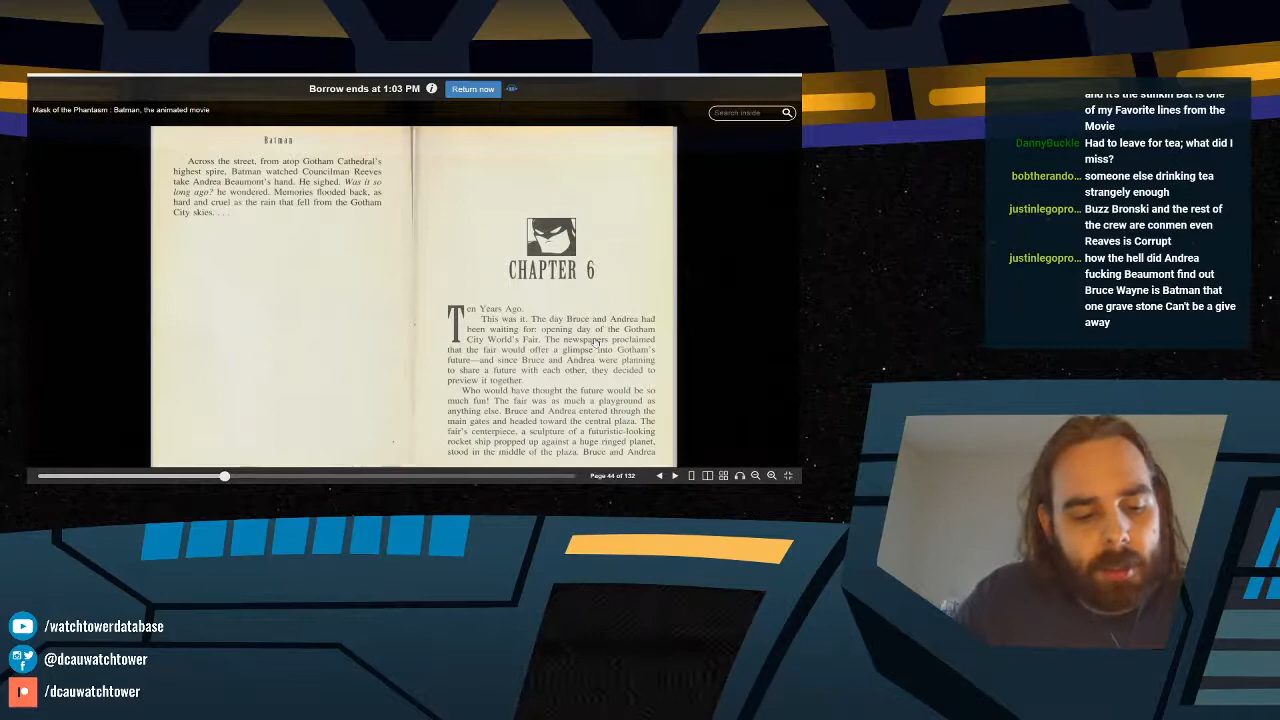 Borrow ends at 1:03 PM
Return now
Mask of the Phantasm : Batman, the animated movie
Search inside
Batman
Across the street, from atop Gotham Cathedral's
highest spire, Batman watched Councilman Reeves
take Andrea Beaumont's hand. He sighed. Was it so
long ago? he wondered. Memories flooded back, as
hard and cruel as the rain that fell from the Gotham
City skies. . . .
CHAPTER 6
Ten Years Ago.
This was it. The day Bruce and Andrea had
been waiting for: opening day of the Gotham
City World's Fair. The newspapers proclaimed
that the fair would offer a glimpse into Gotham's
future—and since Bruce and Andrea were planning
to share a future with each other, they decided to
preview it together.
Who would have thought the future would be so
much fun! The fair was as much a playground as
anything else. Bruce and Andrea entered through the
main gates and headed toward the central plaza. The
fair's centerpiece, a sculpture of a futuristic-looking
rocket ship propped up against a huge ringed planet,
stood in the middle of the plaza. Bruce and Andrea
Page 44 of 132
and it's the stinkin Bat is one
of my Favorite lines from the
Movie
DannyBuckle Had to leave for tea; what did I
miss?
bobtherando... someone else drinking tea
strangely enough
justinlegopro... Buzz Bronski and the rest of
the crew are conmen even
Reaves is Corrupt
justinlegopro... how the hell did Andrea
fucking Beaumont find out
Bruce Wayne is Batman that
one grave stone Can't be a give
away
/watchtowerdatabase
@dcauwatchtower
/dcauwatchtower